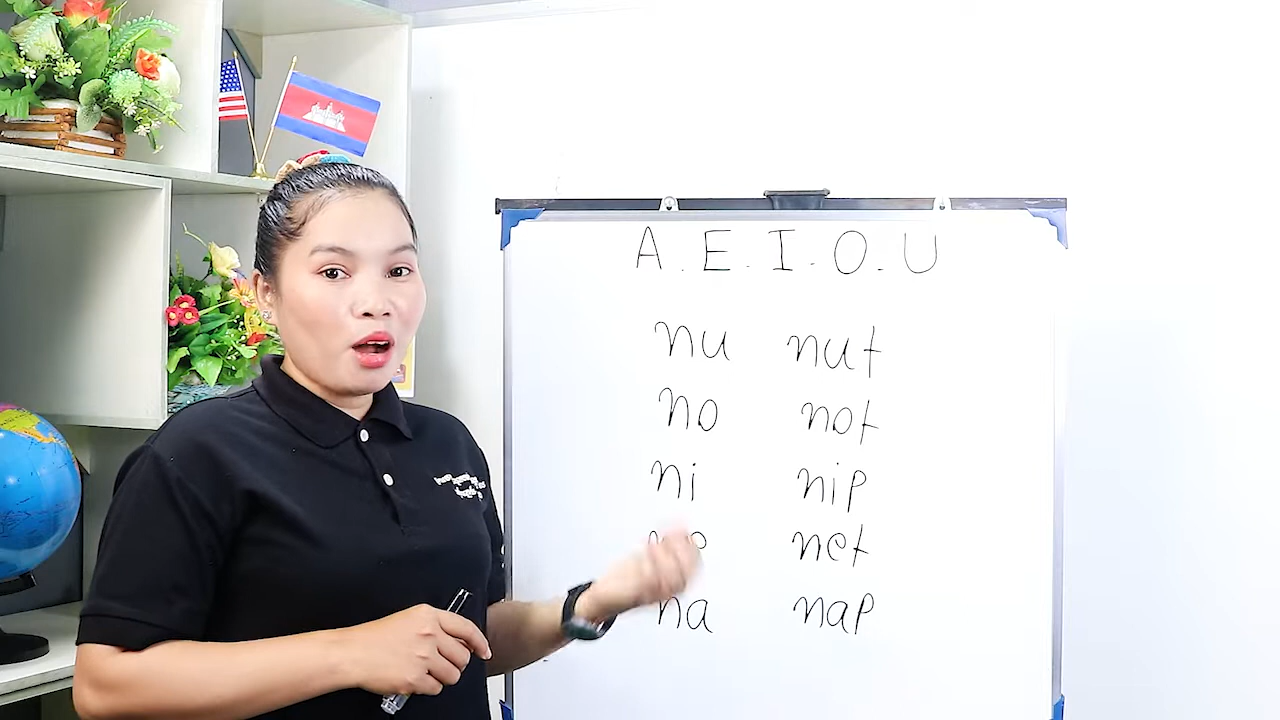 A . E . I . O . U
nu nut
no not
ni nip
net
na nap